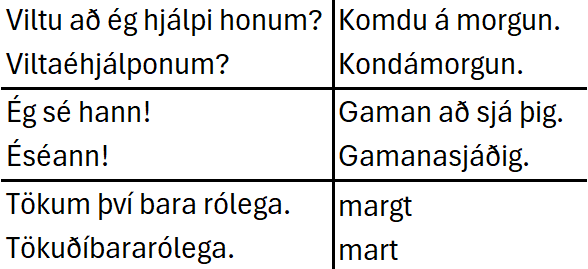 Viltu að ég hjálpi honum?
Viltaéhjálponum?
Komdu á morgun.
Kondámorgun.
Ég sé hann!
Éséann!
Gaman að sjá þig.
Gamanasjáðig.
Tökum því bara rólega.
Tökuðíbararólega.
margt
mart